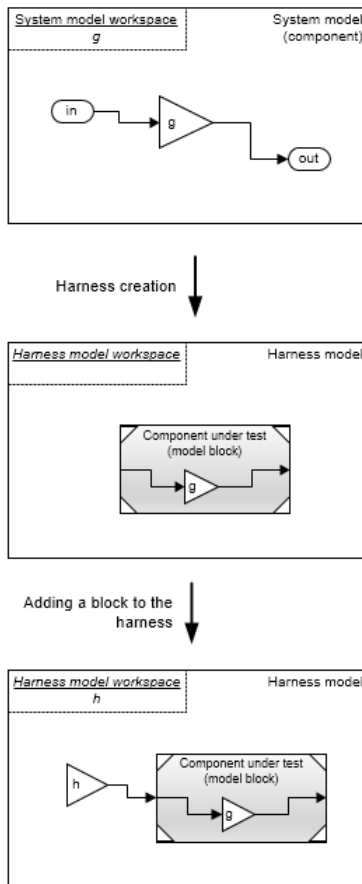 System model workspace
g
System model
(component)
in
g
out
Harness creation
Harness model workspace
Harness model
Component under test
(model block)
g
Adding a block to the
harness
Harness model workspace
h
Harness model
Component under test
(model block)
h
g